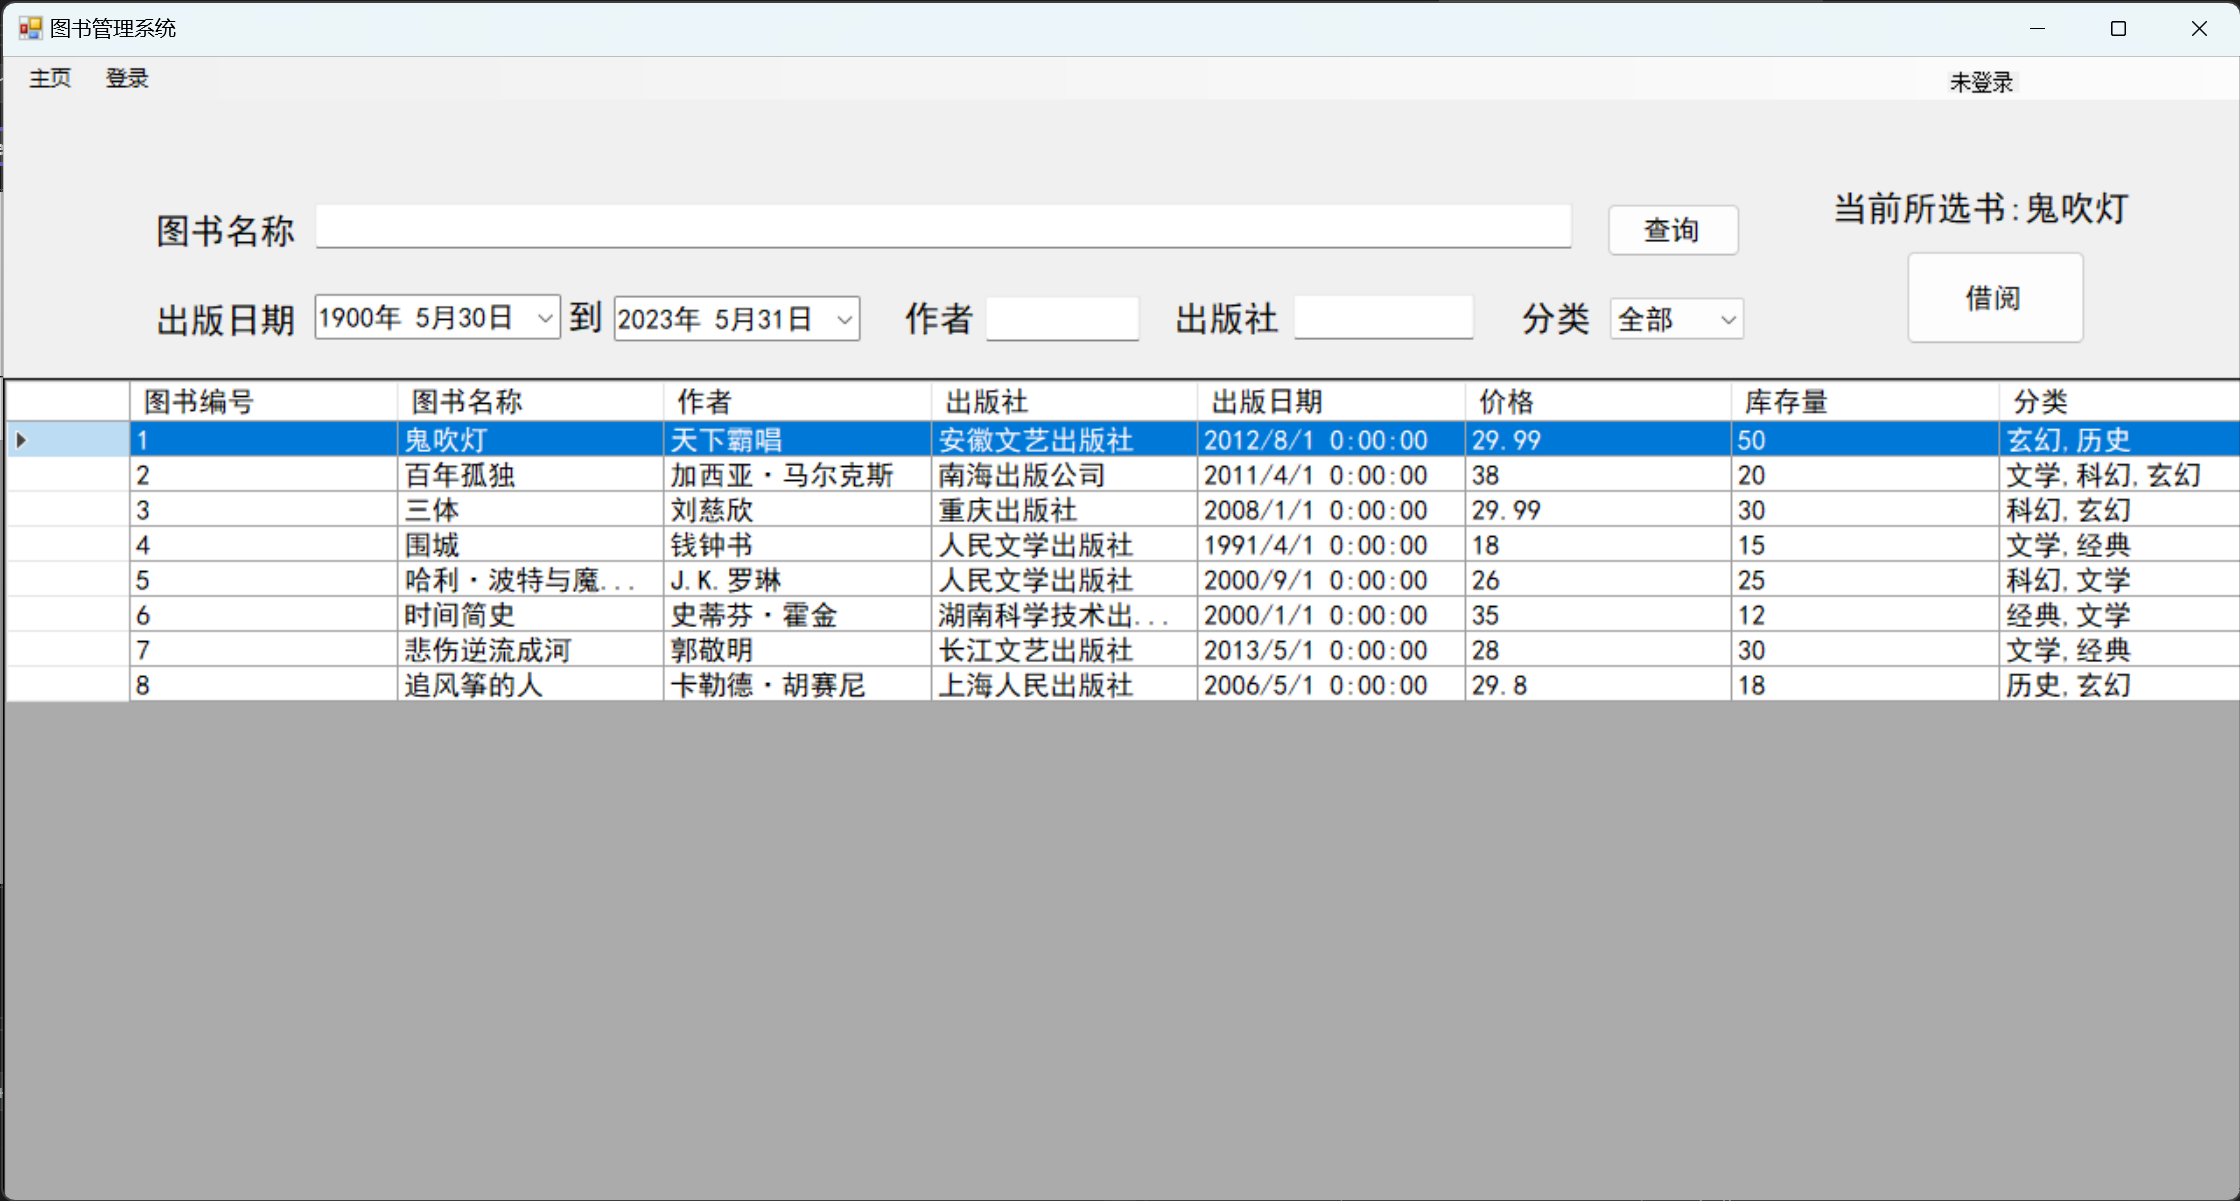 图书管理系统
主页 登录 未登录
当前所选书:鬼吹灯
图书名称 查询
借阅
出版日期 1900年 5月30日 到 2023年 5月31日 作者 出版社 分类 全部
图书编号 图书名称 作者 出版社 出版日期 价格 库存量 分类
1 鬼吹灯 天下霸唱 安徽文艺出版社 2012/8/1 0:00:00 29.99 50 玄幻,历史
2 百年孤独 加西亚·马尔克斯 南海出版公司 2011/4/1 0:00:00 38 20 文学,科幻,玄幻
3 三体 刘慈欣 重庆出版社 2008/1/1 0:00:00 29.99 30 科幻,玄幻
4 围城 钱钟书 人民文学出版社 1991/4/1 0:00:00 18 15 文学,经典
5 哈利·波特与魔... J.K.罗琳 人民文学出版社 2000/9/1 0:00:00 26 25 科幻,文学
6 时间简史 史蒂芬·霍金 湖南科学技术出... 2000/1/1 0:00:00 35 12 经典,文学
7 悲伤逆流成河 郭敬明 长江文艺出版社 2013/5/1 0:00:00 28 30 文学,经典
8 追风筝的人 卡勒德·胡赛尼 上海人民出版社 2006/5/1 0:00:00 29.8 18 历史,玄幻